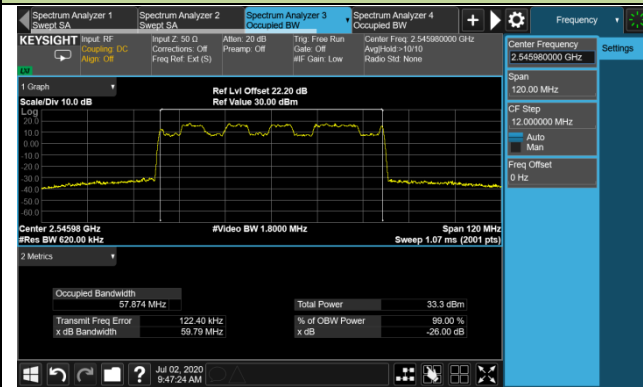 Spectrum Analyzer 1
Swept SA
Spectrum Analyzer 2
Swept SA
Spectrum Analyzer 3
Occupied BW
Spectrum Analyzer 4
Occupied BW
+
Frequency
KEYSIGHT
Input: RF
Coupling: DC
Align: Off
Input Z: 50 Ω
Corrections: Off
Freq Ref: Ext (S)
Atten: 20 dB
Preamp: Off
Trig: Free Run
Gate: Off
#IF Gain: Low
Center Freq: 2.545980000 GHz
Avg|Hold:>10/10
Radio Std: None
Center Frequency
2.545980000 GHz
Settings
Span
120.00 MHz
CF Step
12.000000 MHz
Auto
Man
Freq Offset
0 Hz
1 Graph
Scale/Div 10.0 dB
Ref Lvl Offset 22.20 dB
Ref Value 30.00 dBm
Log
20.0
10.0
0.00
-10.0
-20.0
-30.0
-40.0
-50.0
-60.0
Center 2.54598 GHz
#Res BW 620.00 kHz
#Video BW 1.8000 MHz
Span 120 MHz
Sweep 1.07 ms (2001 pts)
2 Metrics
Occupied Bandwidth
57.874 MHz
Total Power 33.3 dBm
Transmit Freq Error 122.40 kHz
% of OBW Power 99.00 %
x dB Bandwidth 59.79 MHz
x dB -26.00 dB
?
Jul 02, 2020
9:47:24 AM